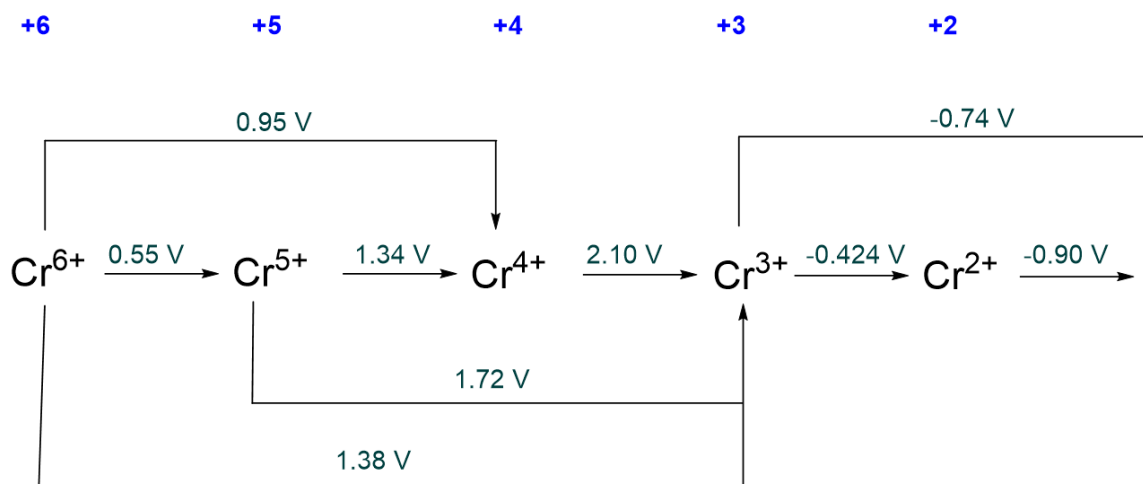 +6 +5 +4 +3 +2
0.95 V -0.74 V
Cr⁶⁺ 0.55 V Cr⁵⁺ 1.34 V Cr⁴⁺ 2.10 V Cr³⁺ -0.424 V Cr²⁺ -0.90 V
1.72 V
1.38 V